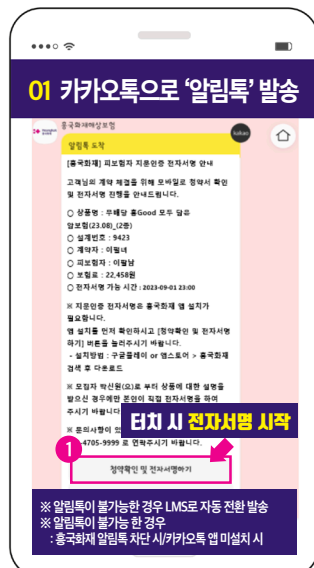 01 카카오톡으로 ‘알림톡’ 발송
흥국화재해상보험
kakao
알림톡 도착
[흥국화재] 피보험자 지문인증 전자서명 안내
고객님의 계약 체결을 위해 모바일로 청약서 확인
및 전자서명 진행을 안내드립니다.
○ 상품명 : 무배당 흥Good 모두 담은
암보험(23.08)_(2종)
○ 설계번호 : 9423
○ 계약자 : 이필녀
○ 피보험자 : 이필남
○ 보험료 : 22,458원
○ 전자서명 가능 시간 : 2023-09-01 23:00
※ 지문인증 전자서명은 흥국화재 앱 설치가
필요합니다.
앱 설치를 먼저 확인하시고 [청약확인 및 전자서명
하기] 버튼을 눌러주시기 바랍니다.
- 설치방법 : 구글플레이 or 앱스토어 > 흥국화재
검색 후 다운로드
※ 모집자 박신원(으)로 부터 상품에 대한 설명을
받으신 경우에만 본인이 직접 전자서명을 하여
주시기 바랍니다.
터치 시 전자서명 시작
※ 문의사항이 있
-4705-9999 로 연락주시기 바랍니다.
1
청약확인 및 전자서명하기
※ 알림톡이 불가능한 경우 LMS로 자동 전환 발송
※ 알림톡이 불가능 한 경우
: 흥국화재 알림톡 차단 시/카카오톡 앱 미설치 시